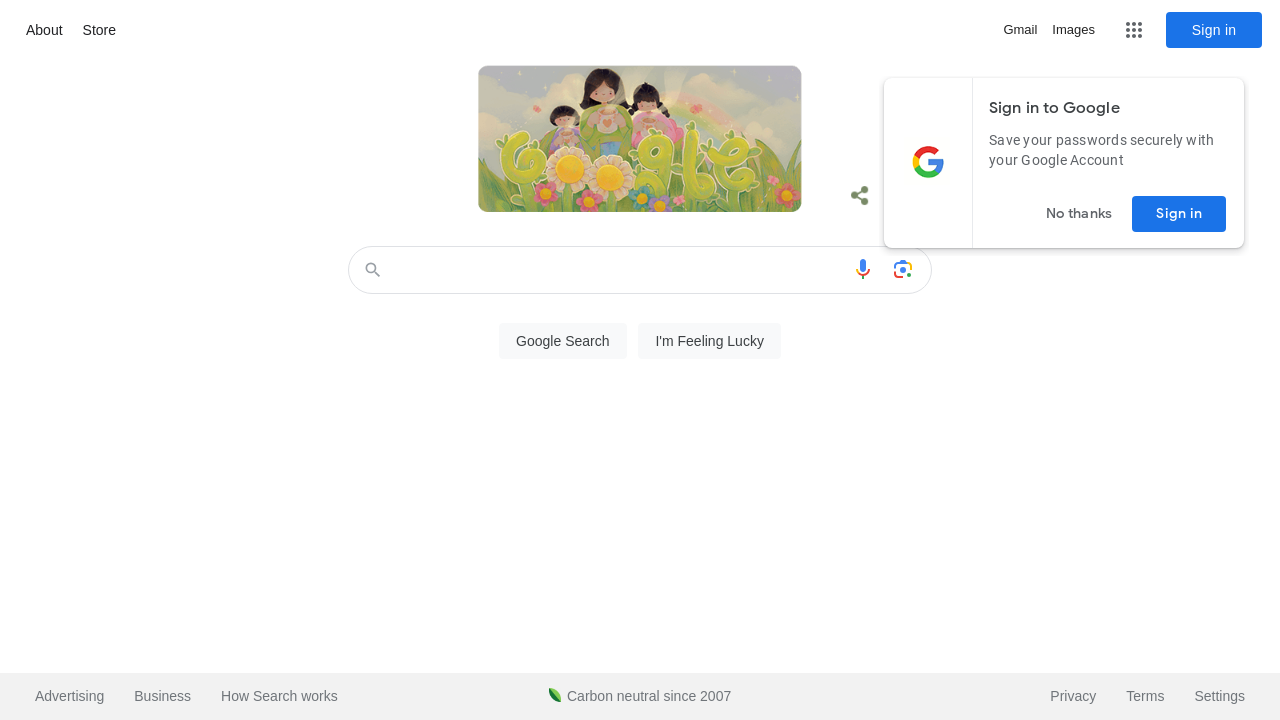 About Store
Gmail Images Sign in
Google
Sign in to Google
Save your passwords securely with
your Google Account
No thanks Sign in
Google Search I'm Feeling Lucky
Advertising Business How Search works
Carbon neutral since 2007
Privacy Terms Settings